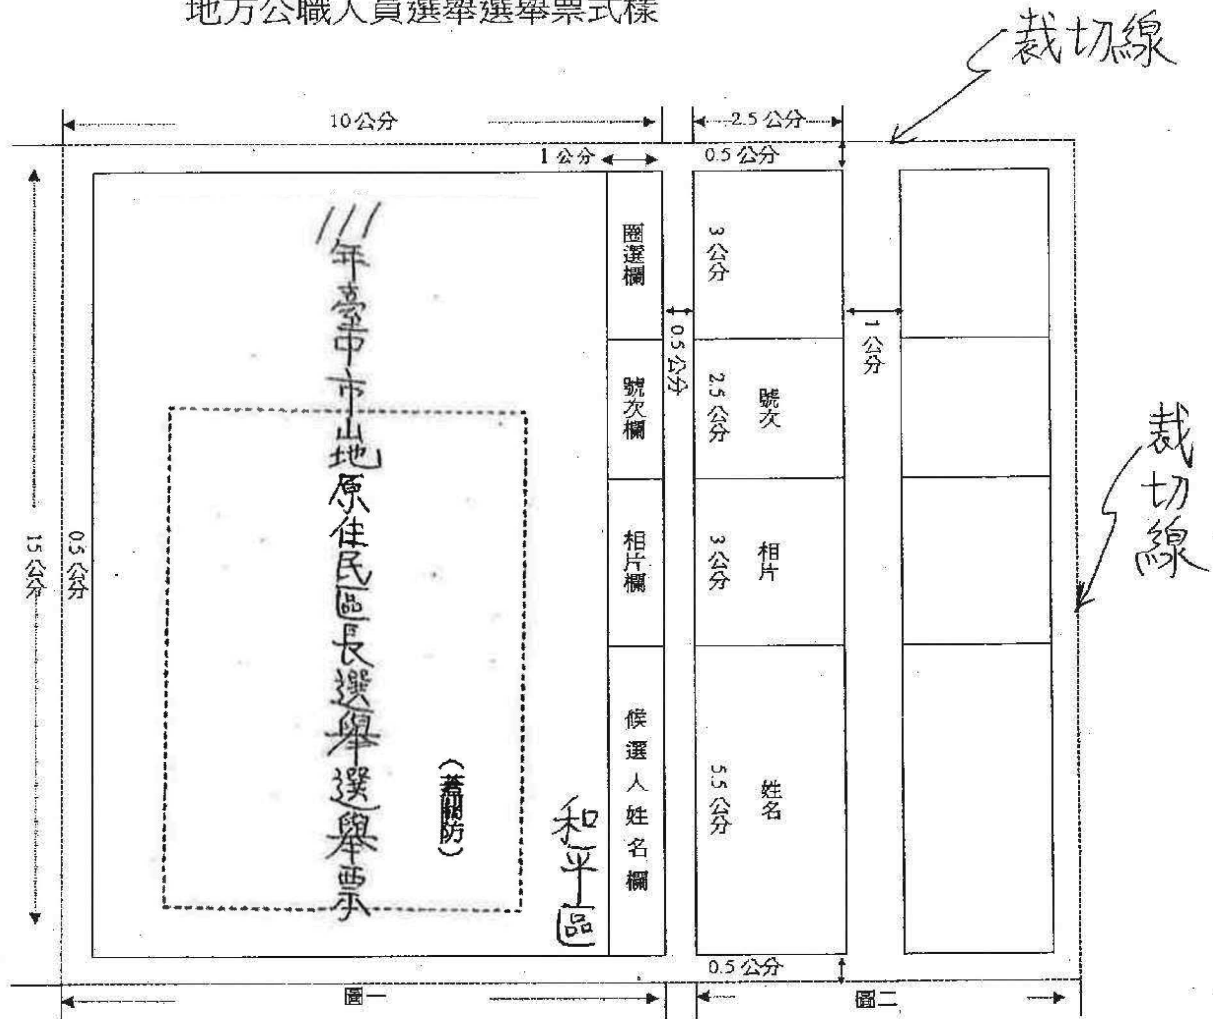 地方公職人員選舉選舉票式樣
裁切線
10公分
2.5 公分
1 公分
0.5 公分
111年臺中市山地原住民區長選舉選舉票
(蓋關防)
和平區
圈選欄
號次欄
相片欄
候選人姓名欄
0.5 公分
3 公分
2.5 公分
號次
3 公分
相片
5.5 公分
姓名
1 公分
裁切線
15 公分
0.5 公分
0.5 公分
圖一
圖二